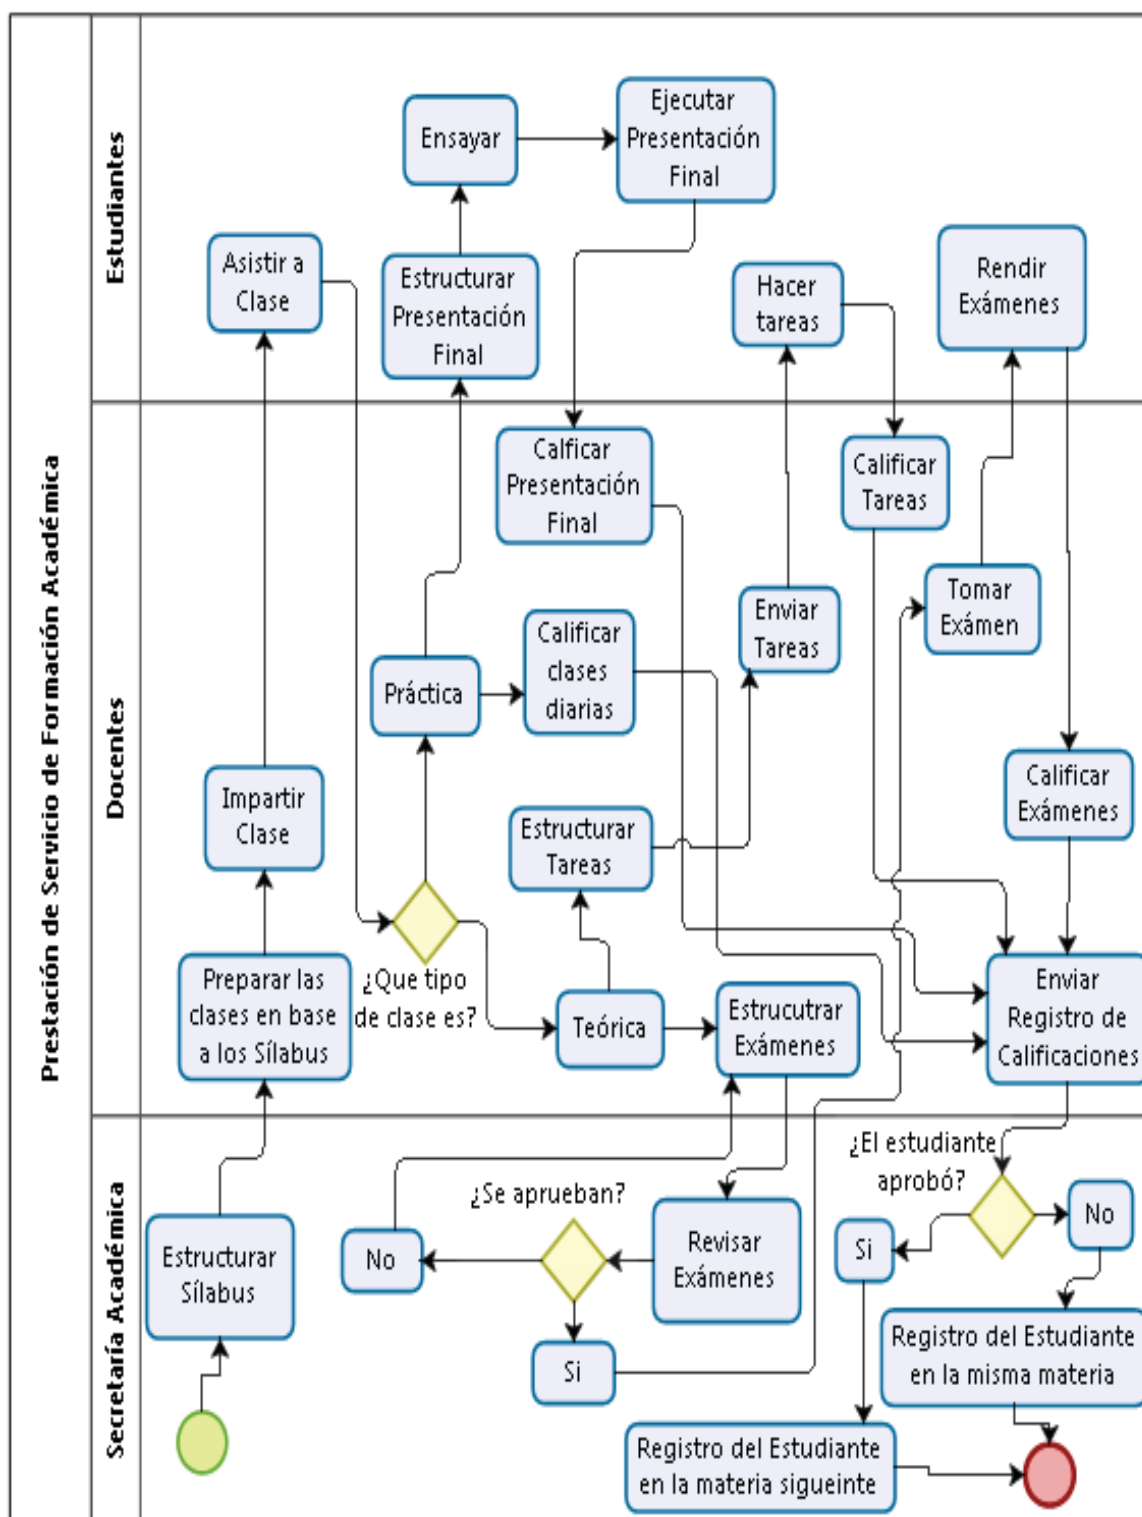 Prestación de Servicio de Formación Académica
Estudiantes
Ejecutar
Presentación
Final
Ensayar
Asistir a
Clase
Estructurar
Presentación
Final
Hacer
tareas
Rendir
Exámenes
Docentes
Calficar
Presentación
Final
Calificar
Tareas
Práctica
Calificar
clases
diarias
Enviar
Tareas
Tomar
Exámen
Impartir
Clase
Estructurar
Tareas
Calificar
Exámenes
Preparar las
clases en base
a los Sílabus
¿Que tipo
de clase es?
Teórica
Estrucutrar
Exámenes
Enviar
Registro de
Calificaciones
Secretaría Académica
Estructurar
Sílabus
No
¿Se aprueban?
Si
Revisar
Exámenes
¿El estudiante
aprobó?
Si
No
Registro del Estudiante
en la misma materia
Registro del Estudiante
en la materia sigueinte